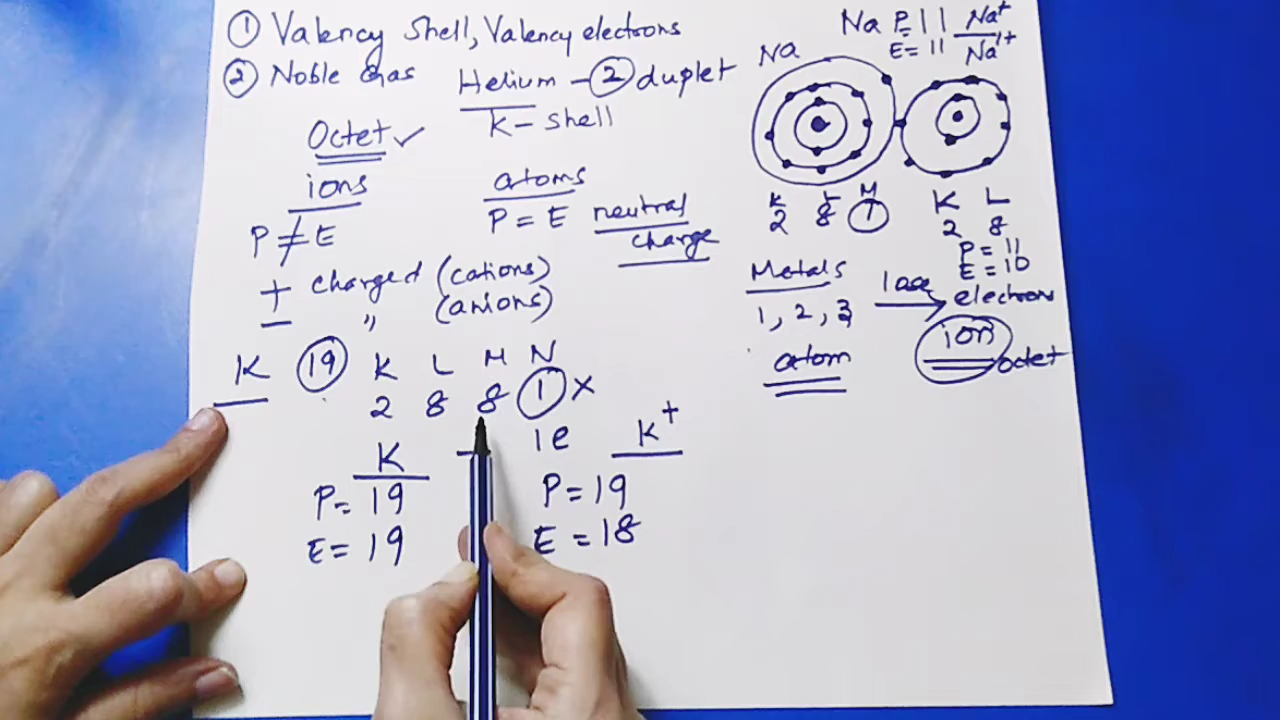 ① Valency Shell, Valency electrons
② Noble Gas Helium - ② duplet
K - shell
Octet ✓
ions
P ≠ E
atoms
P = E neutral
charge
+ charged (cations)
- " (anions)
K ⑲ K L M N
2 8 8 ① ×
1e
K
P = 19
E = 19
K⁺
P = 19
E = 18
Na P = 11
E = 11
Na⁺
Na¹⁺
Na
K L M
2 8 ①
K L
2 8
P = 11
E = 10
Metals
1, 2, 3
lose
electrons
atom
ion
octet